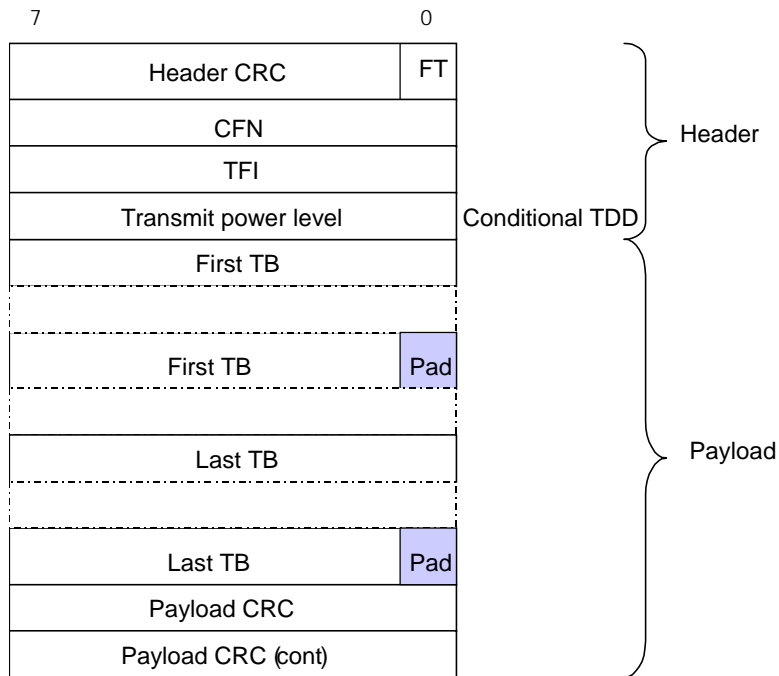 7 0
Header CRC FT
Header
CFN
TFI
Transmit power level Conditional TDD
First TB
First TB Pad
Last TB
Payload
Last TB Pad
Payload CRC
Payload CRC (cont)